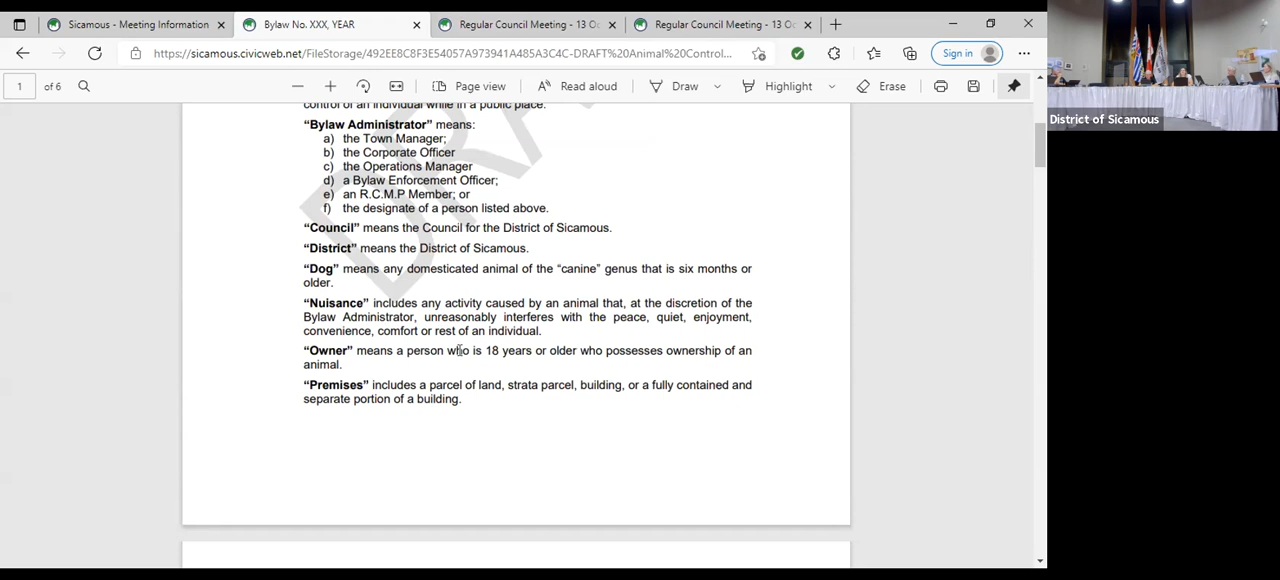 Sicamous - Meeting Information
Bylaw No. XXX, YEAR
Regular Council Meeting - 13 Oc
Regular Council Meeting - 13 Oc
https://sicamous.civicweb.net/FileStorage/492EE8C8F3E54057A973941A485A3C4C-DRAFT%20Animal%20Control...
Sign in
1 of 6
Page view
Read aloud
Draw
Highlight
Erase
control of an individual while in a public place.
“Bylaw Administrator” means:
a) the Town Manager;
b) the Corporate Officer
c) the Operations Manager
d) a Bylaw Enforcement Officer;
e) an R.C.M.P Member; or
f) the designate of a person listed above.
“Council” means the Council for the District of Sicamous.
“District” means the District of Sicamous.
“Dog” means any domesticated animal of the “canine” genus that is six months or
older.
“Nuisance” includes any activity caused by an animal that, at the discretion of the
Bylaw Administrator, unreasonably interferes with the peace, quiet, enjoyment,
convenience, comfort or rest of an individual.
“Owner” means a person who is 18 years or older who possesses ownership of an
animal.
“Premises” includes a parcel of land, strata parcel, building, or a fully contained and
separate portion of a building.
DRA
District of Sicamous